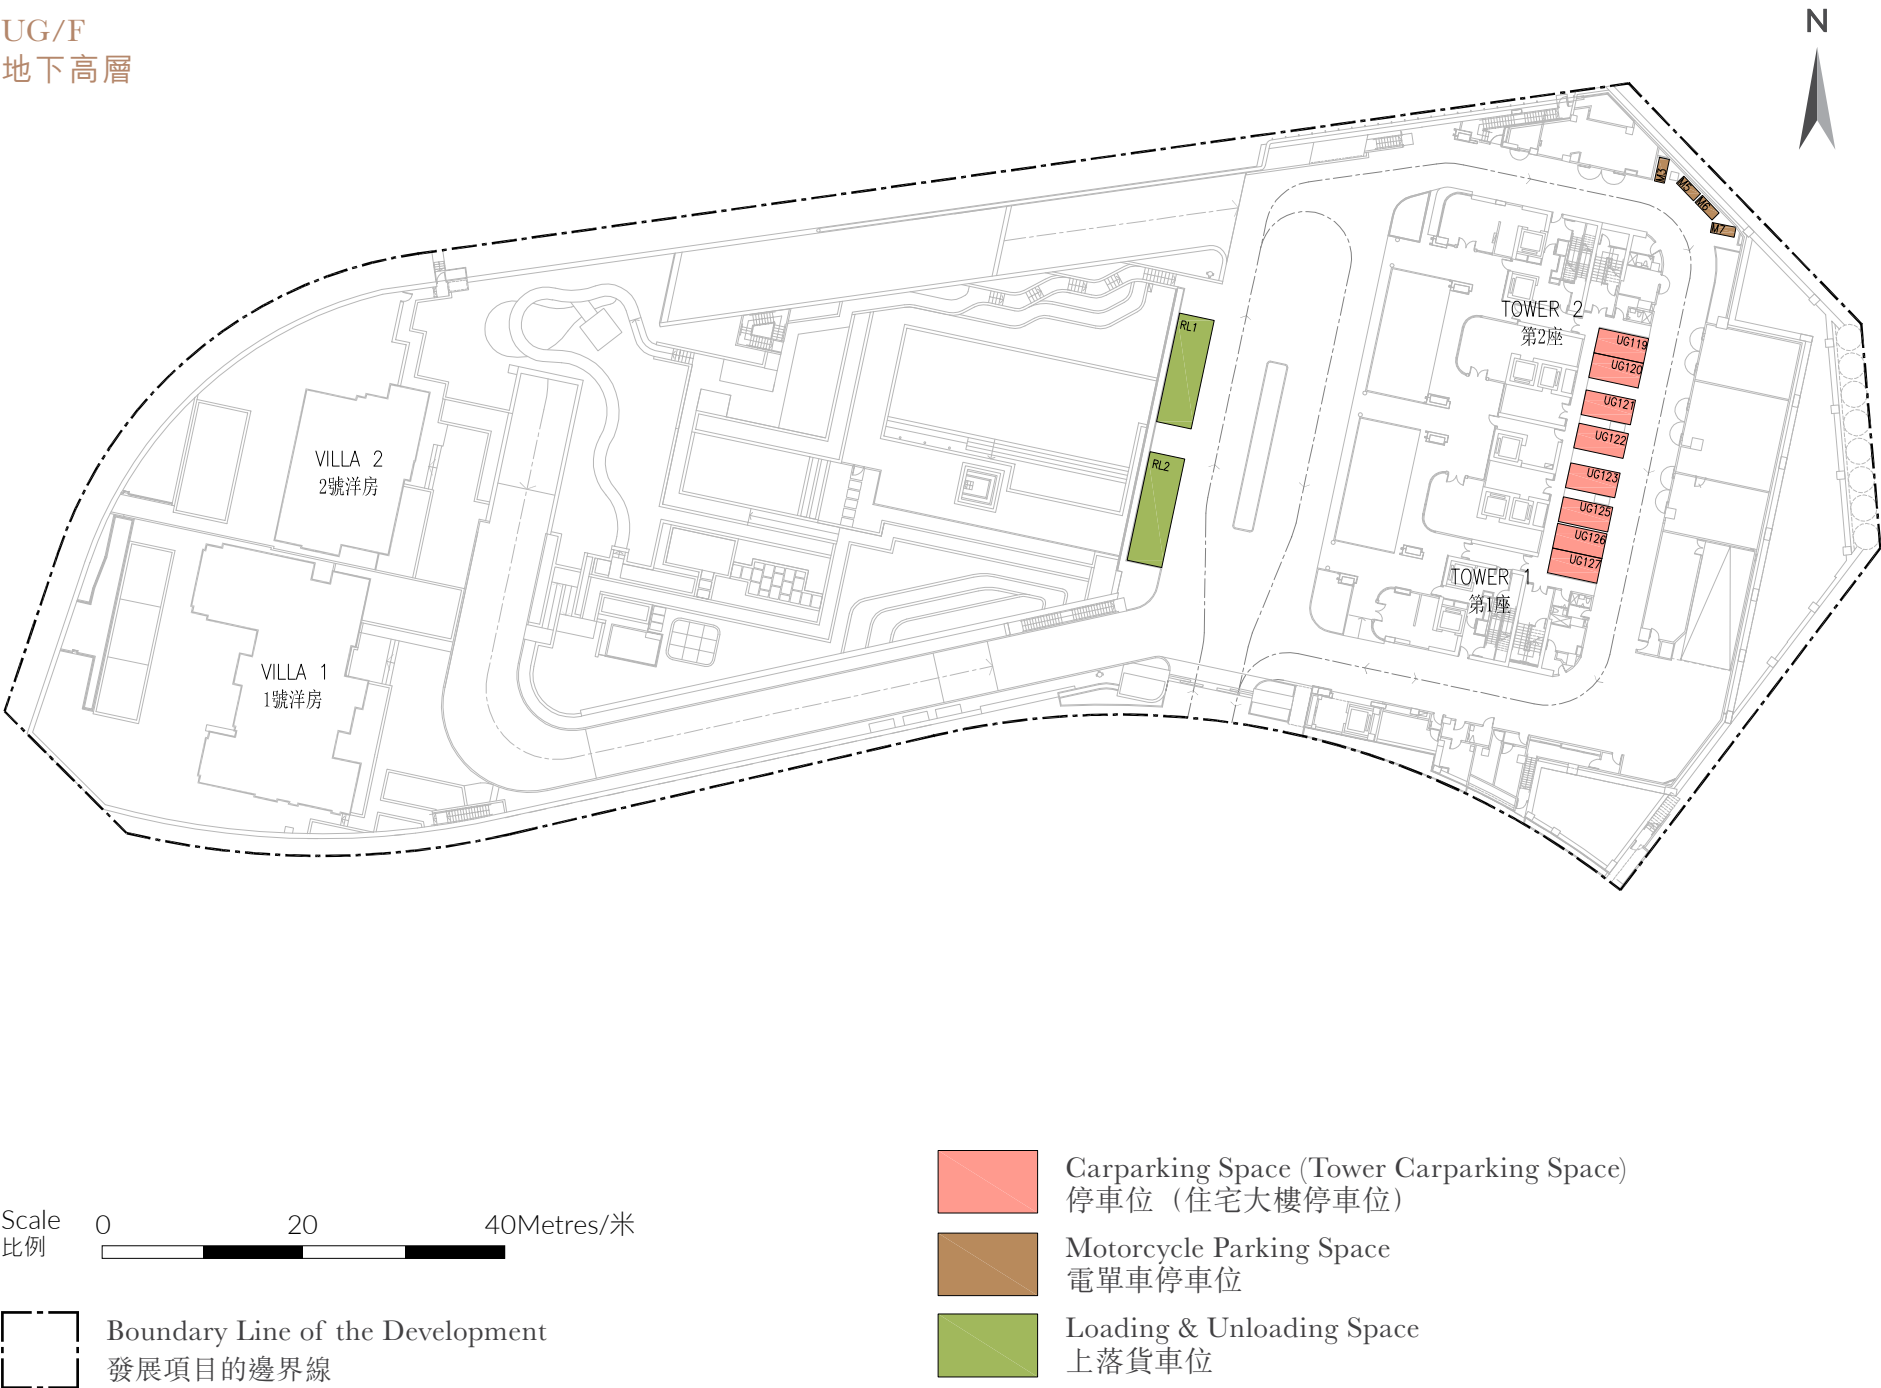 UG/F
地下高層
N
M3
M5
M6
M7
TOWER 2
第2座
RL1
RL2
UG119
UG120
UG121
UG122
UG123
UG125
UG126
UG127
TOWER 1
第1座
VILLA 2
2號洋房
VILLA 1
1號洋房
Scale
比例
0 20 40Metres/米
Boundary Line of the Development
發展項目的邊界線
Carparking Space (Tower Carparking Space)
停車位（住宅大樓停車位）
Motorcycle Parking Space
電單車停車位
Loading & Unloading Space
上落貨車位